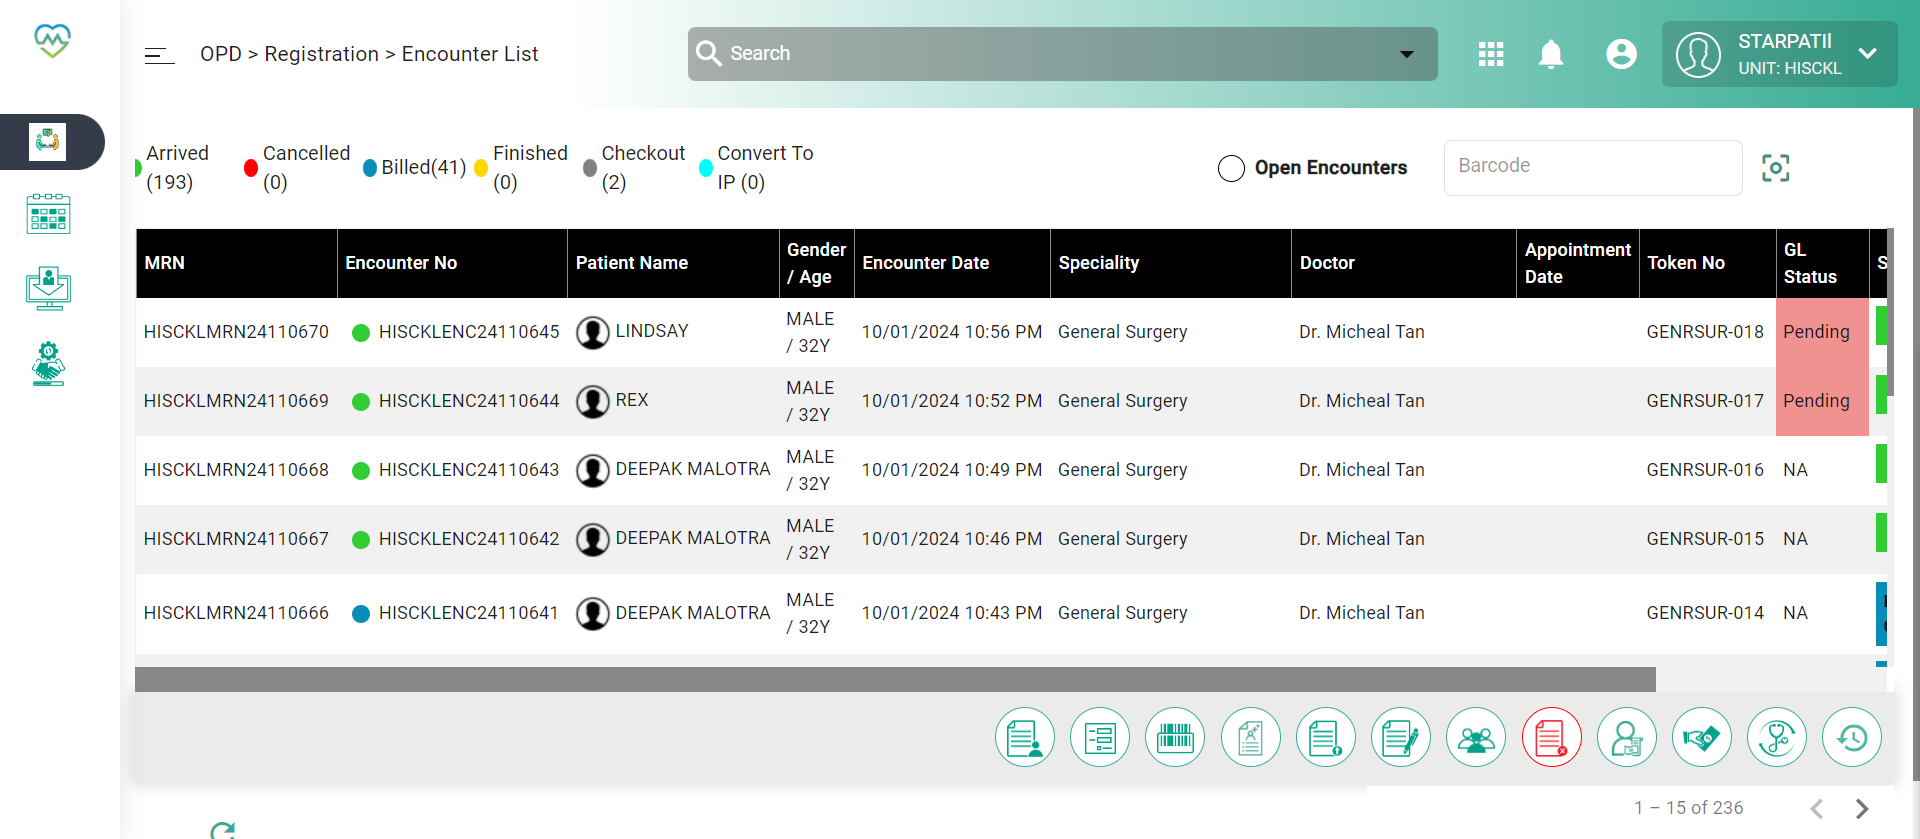 OPD > Registration > Encounter List
Search
STARPATII
UNIT: HISCKL
Arrived (193)
Cancelled (0)
Billed(41)
Finished (0)
Checkout (2)
Convert To IP (0)
Open Encounters
Barcode
MRN Encounter No Patient Name Gender / Age Encounter Date Speciality Doctor Appointment Date Token No GL Status S
HISCKLMRN24110670 HISCKLENC24110645 LINDSAY MALE / 32Y 10/01/2024 10:56 PM General Surgery Dr. Micheal Tan GENRSUR-018 Pending
HISCKLMRN24110669 HISCKLENC24110644 REX MALE / 32Y 10/01/2024 10:52 PM General Surgery Dr. Micheal Tan GENRSUR-017 Pending
HISCKLMRN24110668 HISCKLENC24110643 DEEPAK MALOTRA MALE / 32Y 10/01/2024 10:49 PM General Surgery Dr. Micheal Tan GENRSUR-016 NA
HISCKLMRN24110667 HISCKLENC24110642 DEEPAK MALOTRA MALE / 32Y 10/01/2024 10:46 PM General Surgery Dr. Micheal Tan GENRSUR-015 NA
HISCKLMRN24110666 HISCKLENC24110641 DEEPAK MALOTRA MALE / 32Y 10/01/2024 10:43 PM General Surgery Dr. Micheal Tan GENRSUR-014 NA
1 – 15 of 236